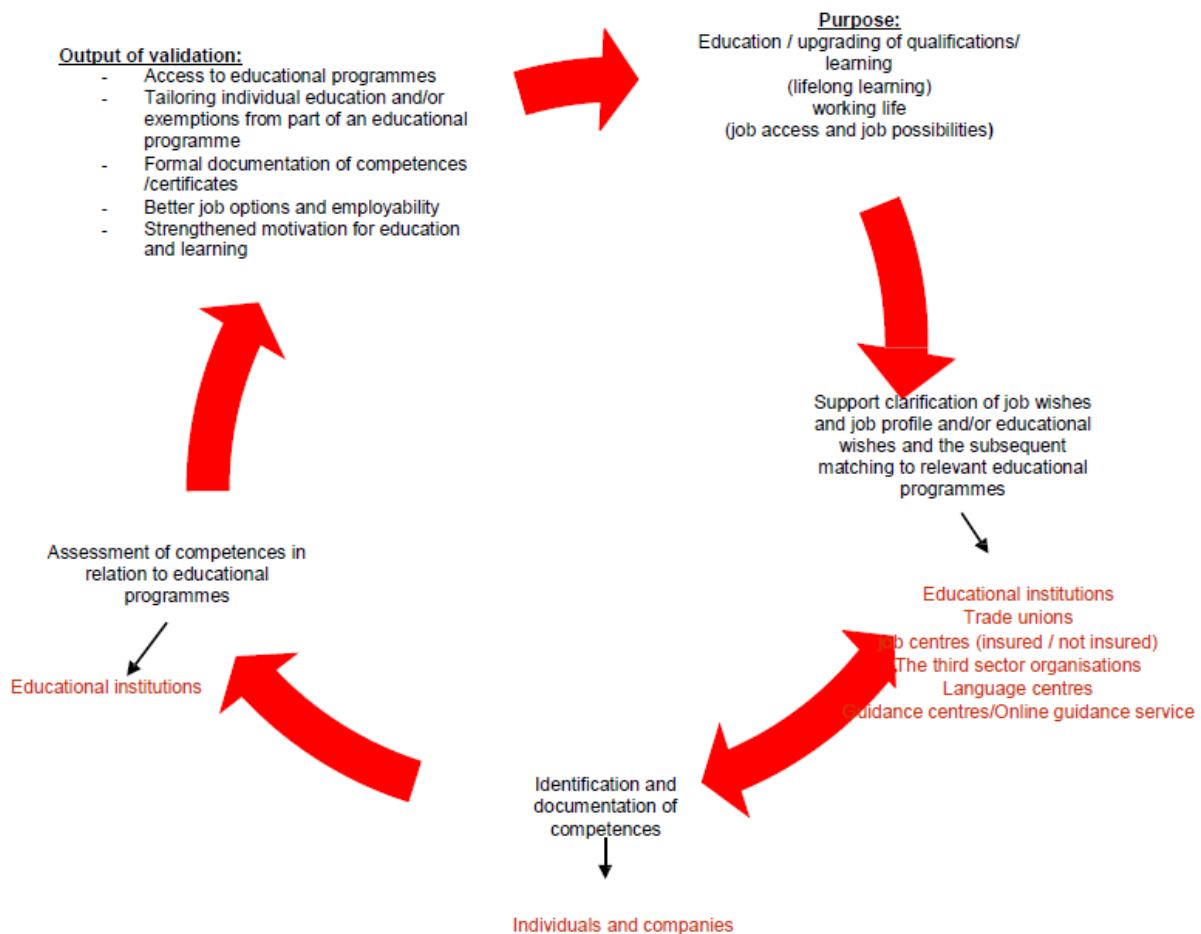 Purpose:
Education / upgrading of qualifications/
learning
(lifelong learning)
working life
(job access and job possibilities)
Output of validation:
- Access to educational programmes
- Tailoring individual education and/or
exemptions from part of an educational
programme
- Formal documentation of competences
/certificates
- Better job options and employability
- Strengthened motivation for education
and learning
Support clarification of job wishes
and job profile and/or educational
wishes and the subsequent
matching to relevant educational
programmes
Educational institutions
Trade unions
job centres (insured / not insured)
The third sector organisations
Language centres
Guidance centres/Online guidance service
Identification and
documentation of
competences
Individuals and companies
Assessment of competences in
relation to educational
programmes
Educational institutions